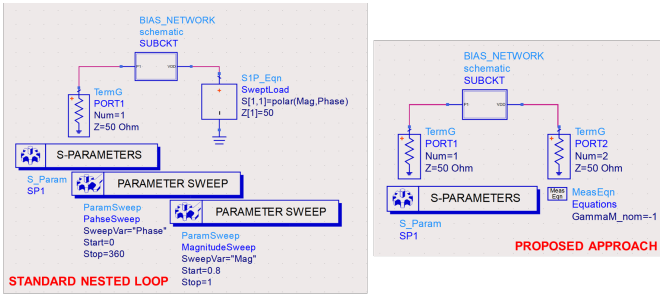 BIAS_NETWORK
schematic
SUBCKT
P1
VDD
S1P_Eqn
SweptLoad
S[1,1]=polar(Mag,Phase)
Z[1]=50
TermG
PORT1
Num=1
Z=50 Ohm
S-PARAMETERS
S_Param
SP1
PARAMETER SWEEP
ParamSweep
PahseSweep
SweepVar="Phase"
Start=0
Stop=360
PARAMETER SWEEP
ParamSweep
MagnitudeSweep
SweepVar="Mag"
Start=0.8
Stop=1
STANDARD NESTED LOOP
BIAS_NETWORK
schematic
SUBCKT
P1
VDD
TermG
PORT1
Num=1
Z=50 Ohm
TermG
PORT2
Num=2
Z=50 Ohm
S-PARAMETERS
S_Param
SP1
Meas
Eqn
MeasEqn
Equations
GammaM_nom=-1
PROPOSED APPROACH